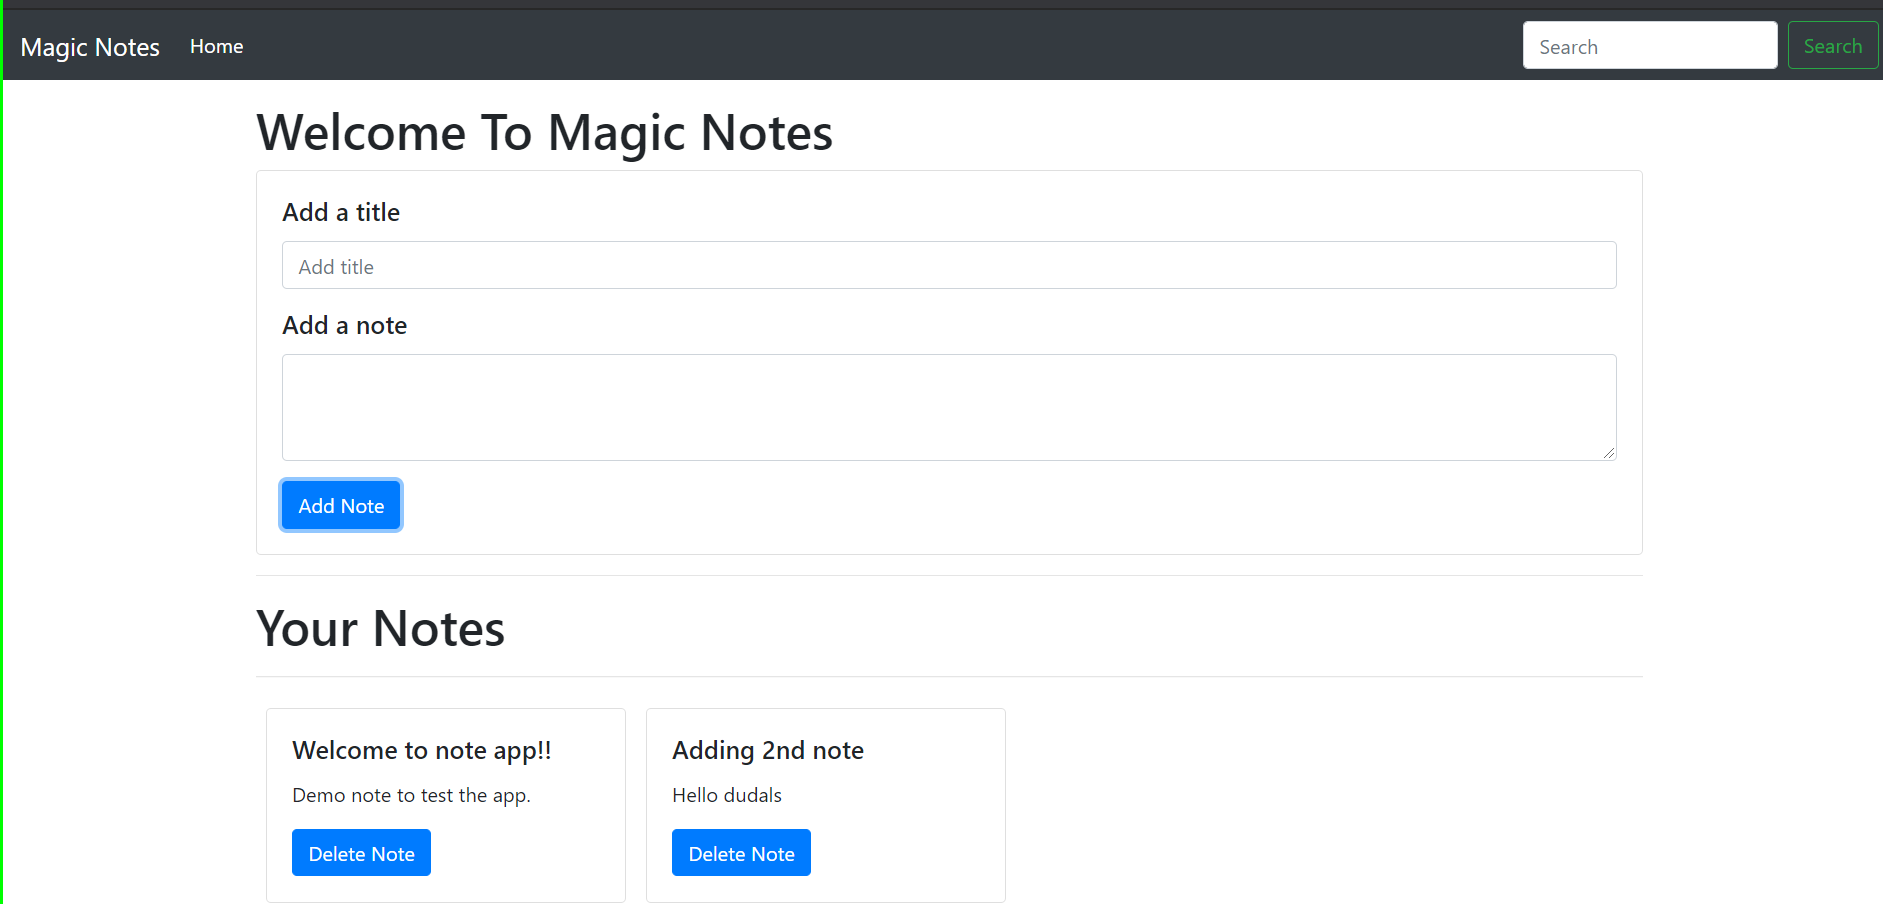 Magic Notes Home Search Search
Welcome To Magic Notes
Add a title
Add title
Add a note
Add Note
Your Notes
Welcome to note app!!
Demo note to test the app.
Delete Note
Adding 2nd note
Hello dudals
Delete Note